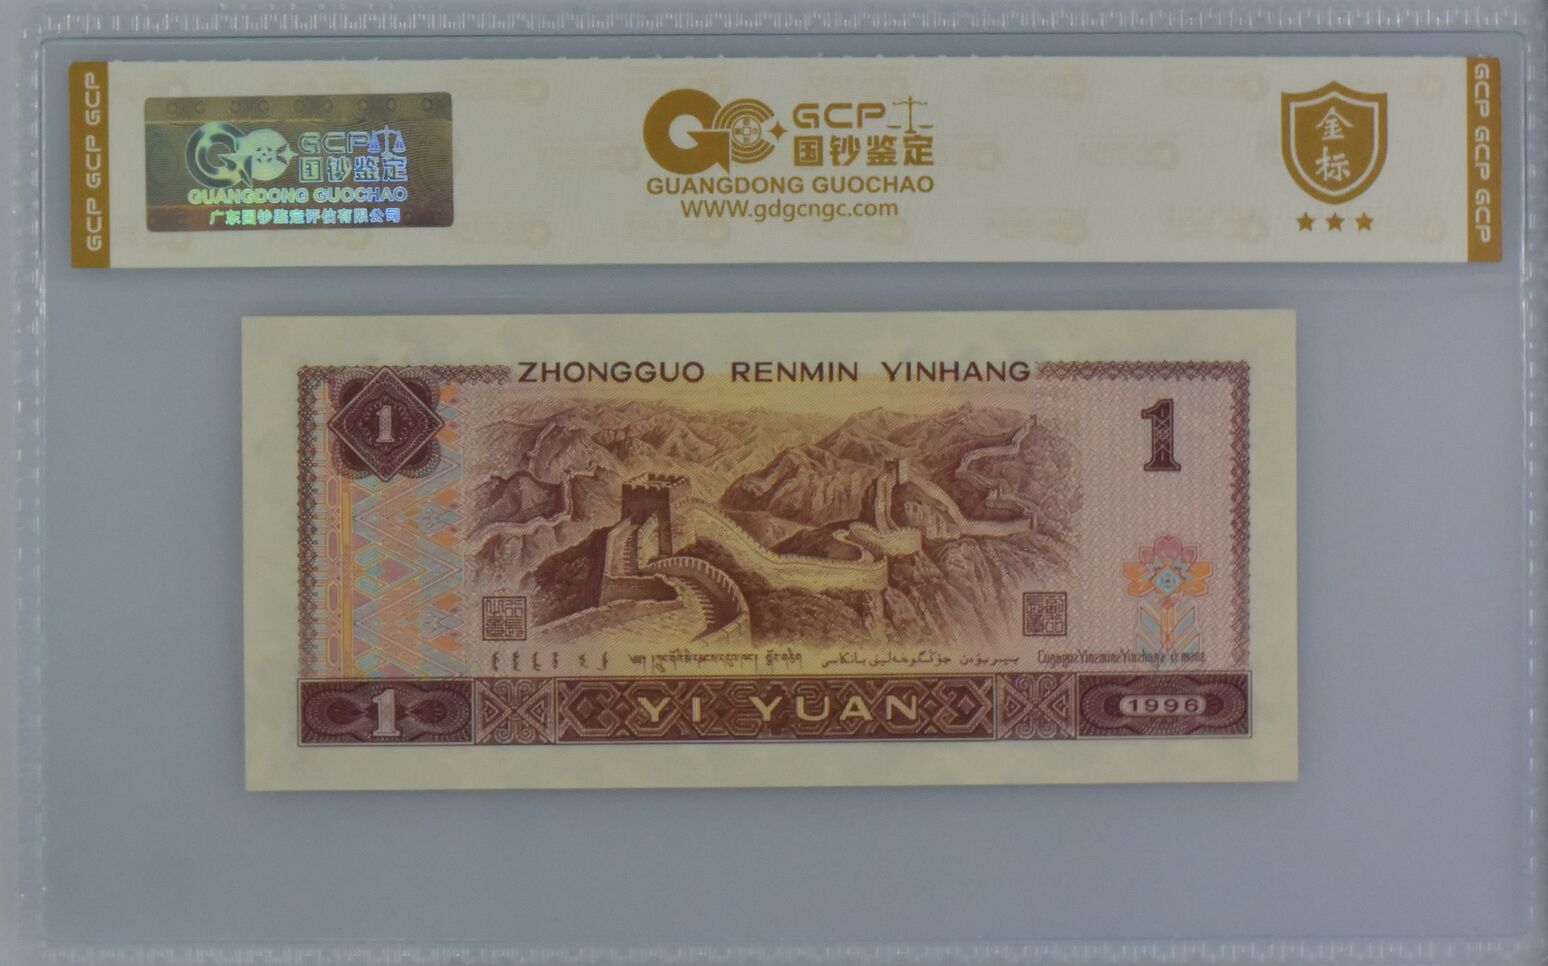 GCP GCP GCP
GCP
国钞鉴定
GUANGDONG GUOCHAO
广东国钞鉴定评估有限公司
GCP
国钞鉴定
GUANGDONG GUOCHAO
WWW.gdgcngc.com
金标
GCP GCP GCP
ZHONGGUO RENMIN YINHANG
1
1
1
YI YUAN
1996